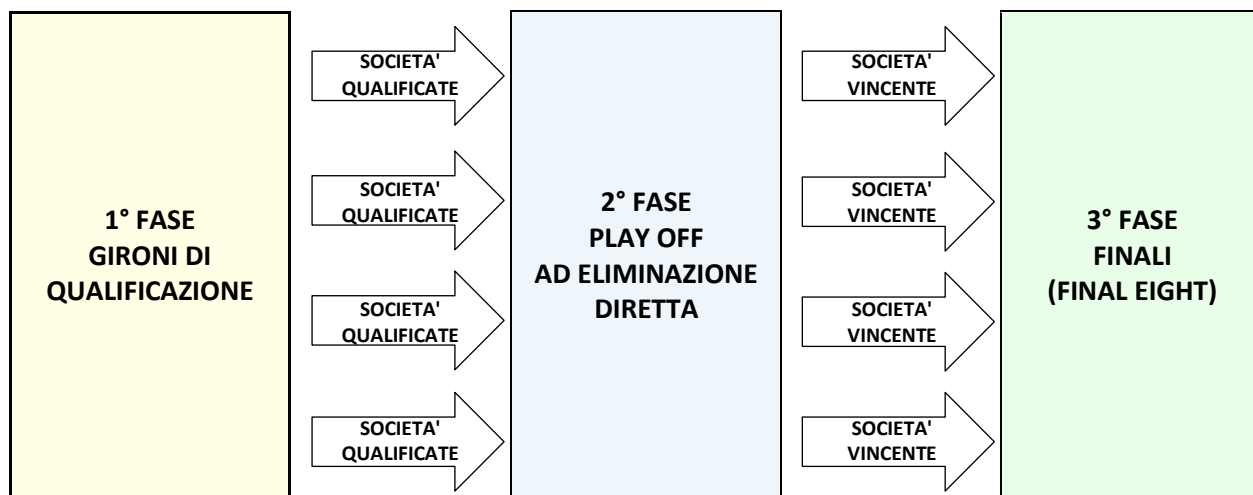 1° FASE
GIRONI DI
QUALIFICAZIONE
SOCIETA'
QUALIFICATE
SOCIETA'
QUALIFICATE
SOCIETA'
QUALIFICATE
SOCIETA'
QUALIFICATE
2° FASE
PLAY OFF
AD ELIMINAZIONE
DIRETTA
SOCIETA'
VINCENTE
SOCIETA'
VINCENTE
SOCIETA'
VINCENTE
SOCIETA'
VINCENTE
3° FASE
FINALI
(FINAL EIGHT)